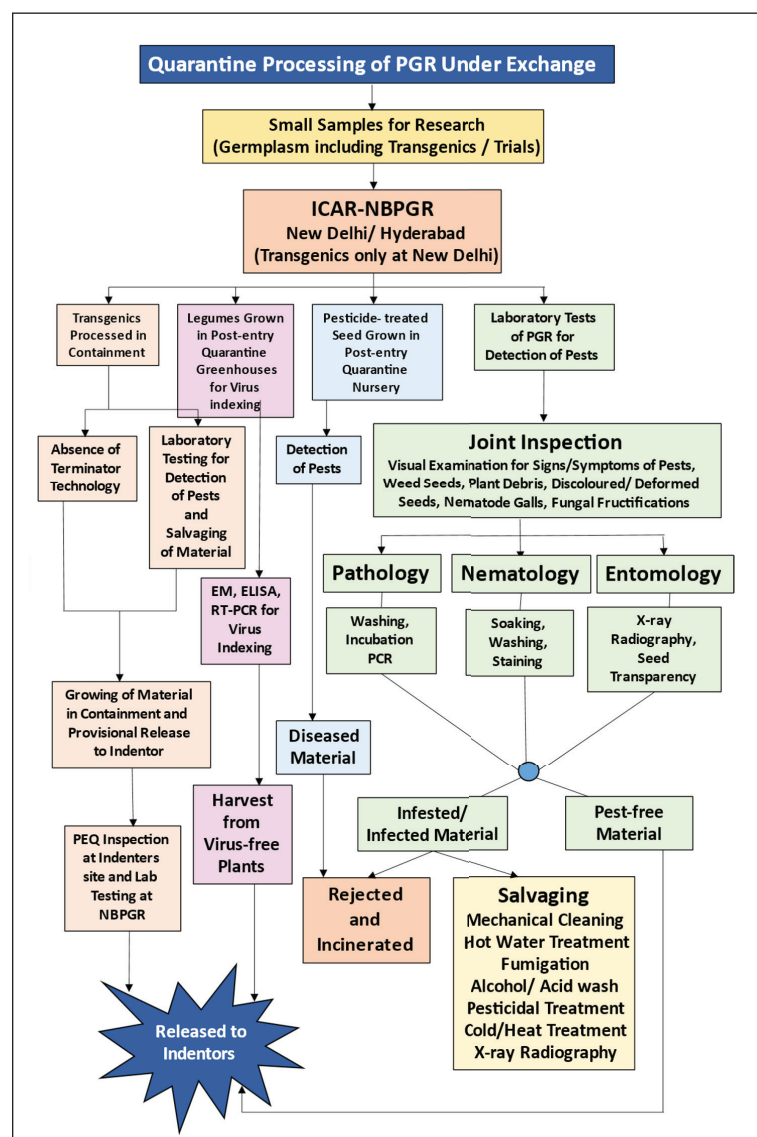 Quarantine Processing of PGR Under Exchange
Small Samples for Research
(Germplasm including Transgenics / Trials)
ICAR-NBPGR
New Delhi/ Hyderabad
(Transgenics only at New Delhi)
Transgenics
Processed in
Containment
Legumes Grown
in Post-entry
Quarantine
Greenhouses
for Virus
indexing
Pesticide- treated
Seed Grown in
Post-entry
Quarantine
Nursery
Laboratory Tests
of PGR for
Detection of Pests
Absence of
Terminator
Technology
Laboratory
Testing for
Detection
of Pests
and
Salvaging
of Material
Detection
of Pests
Joint Inspection
Visual Examination for Signs/Symptoms of Pests,
Weed Seeds, Plant Debris, Discoloured/ Deformed
Seeds, Nematode Galls, Fungal Fructifications
Pathology
Nematology
Entomology
EM, ELISA,
RT-PCR for
Virus
Indexing
Washing,
Incubation
PCR
Soaking,
Washing,
Staining
X-ray
Radiography,
Seed
Transparency
Growing of Material
in Containment and
Provisional Release
to Indentor
Diseased
Material
Harvest
from
Virus-free
Plants
Infested/
Infected Material
Pest-free
Material
PEQ Inspection
at Indenters
site and Lab
Testing at
NBPGR
Rejected
and
Incinerated
Salvaging
Mechanical Cleaning
Hot Water Treatment
Fumigation
Alcohol/ Acid wash
Pesticidal Treatment
Cold/Heat Treatment
X-ray Radiography
Released to
Indentors